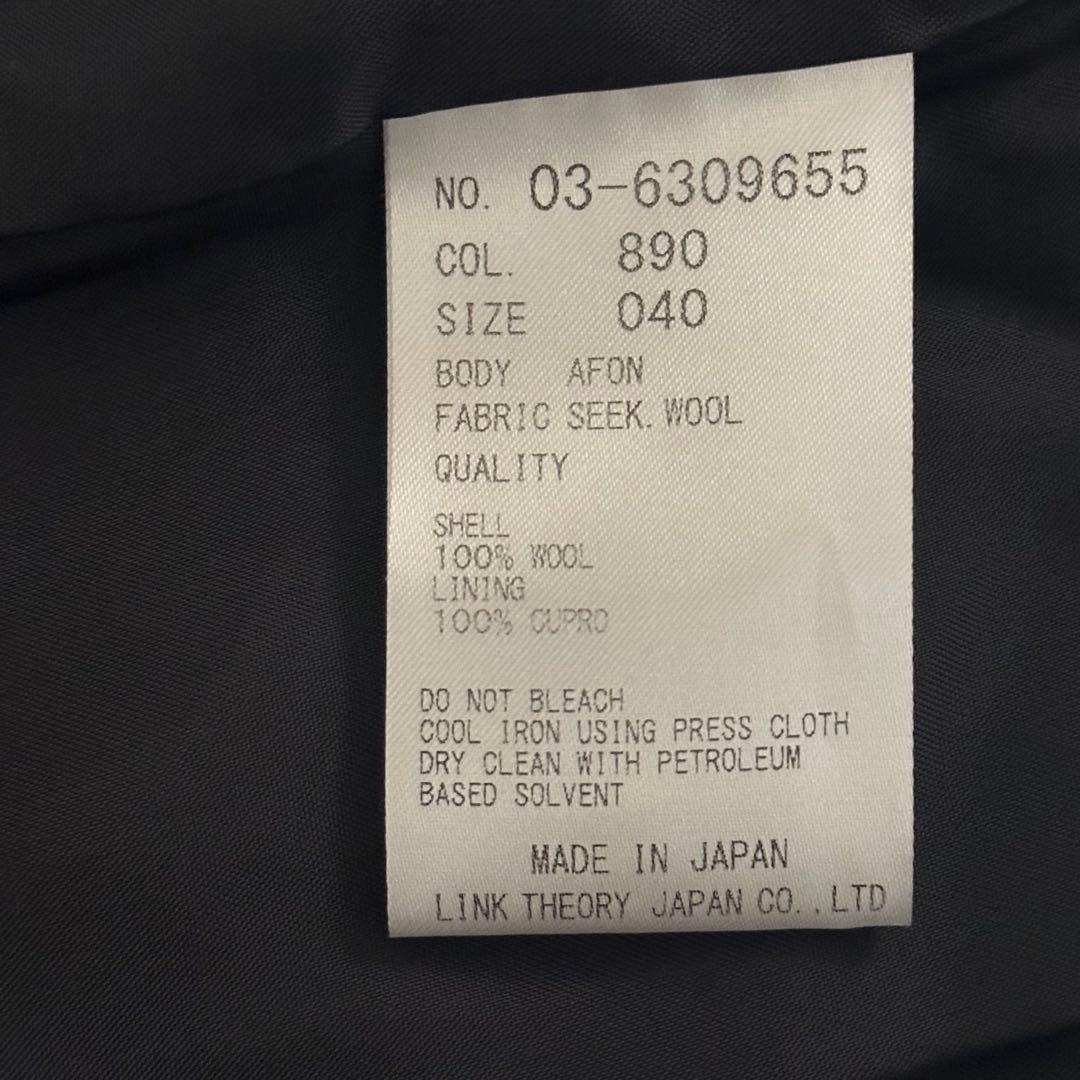 NO. 03-6309655
COL. 890
SIZE 040
BODY AFON
FABRIC SEEK. WOOL
QUALITY
SHELL
100% WOOL
LINING
100% CUPRO
DO NOT BLEACH
COOL IRON USING PRESS CLOTH
DRY CLEAN WITH PETROLEUM
BASED SOLVENT
MADE IN JAPAN
LINK THEORY JAPAN CO., LTD